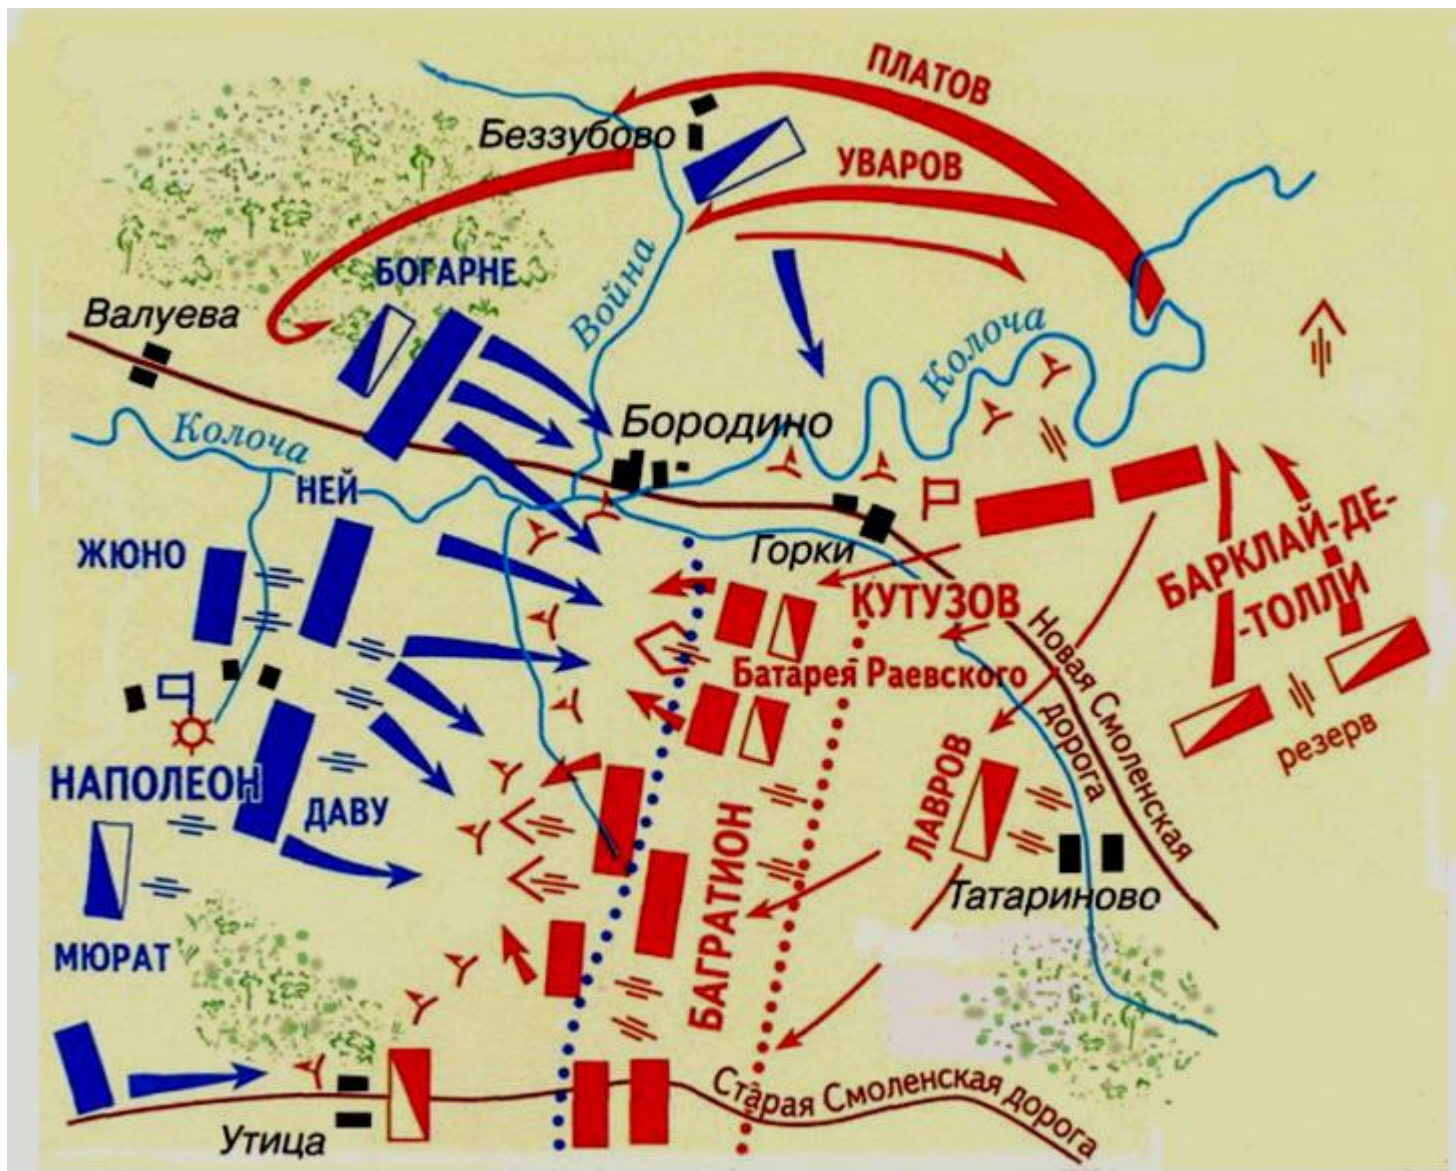 ПЛАТОВ
Беззубово
УВАРОВ
БОГАРНЕ
Война
Валуева
Колоча
Колоча
Бородино
НЕЙ
ЖЮНО
Горки
БАРКЛАЙ-ДЕ-
-ТОЛЛИ
КУТУЗОВ
Новая Смоленская
дорога
Батарея Раевского
резерв
НАПОЛЕОН
ДАВУ
ЛАВРОВ
БАГРАТИОН
Татариново
МЮРАТ
Старая Смоленская дорога
Утица